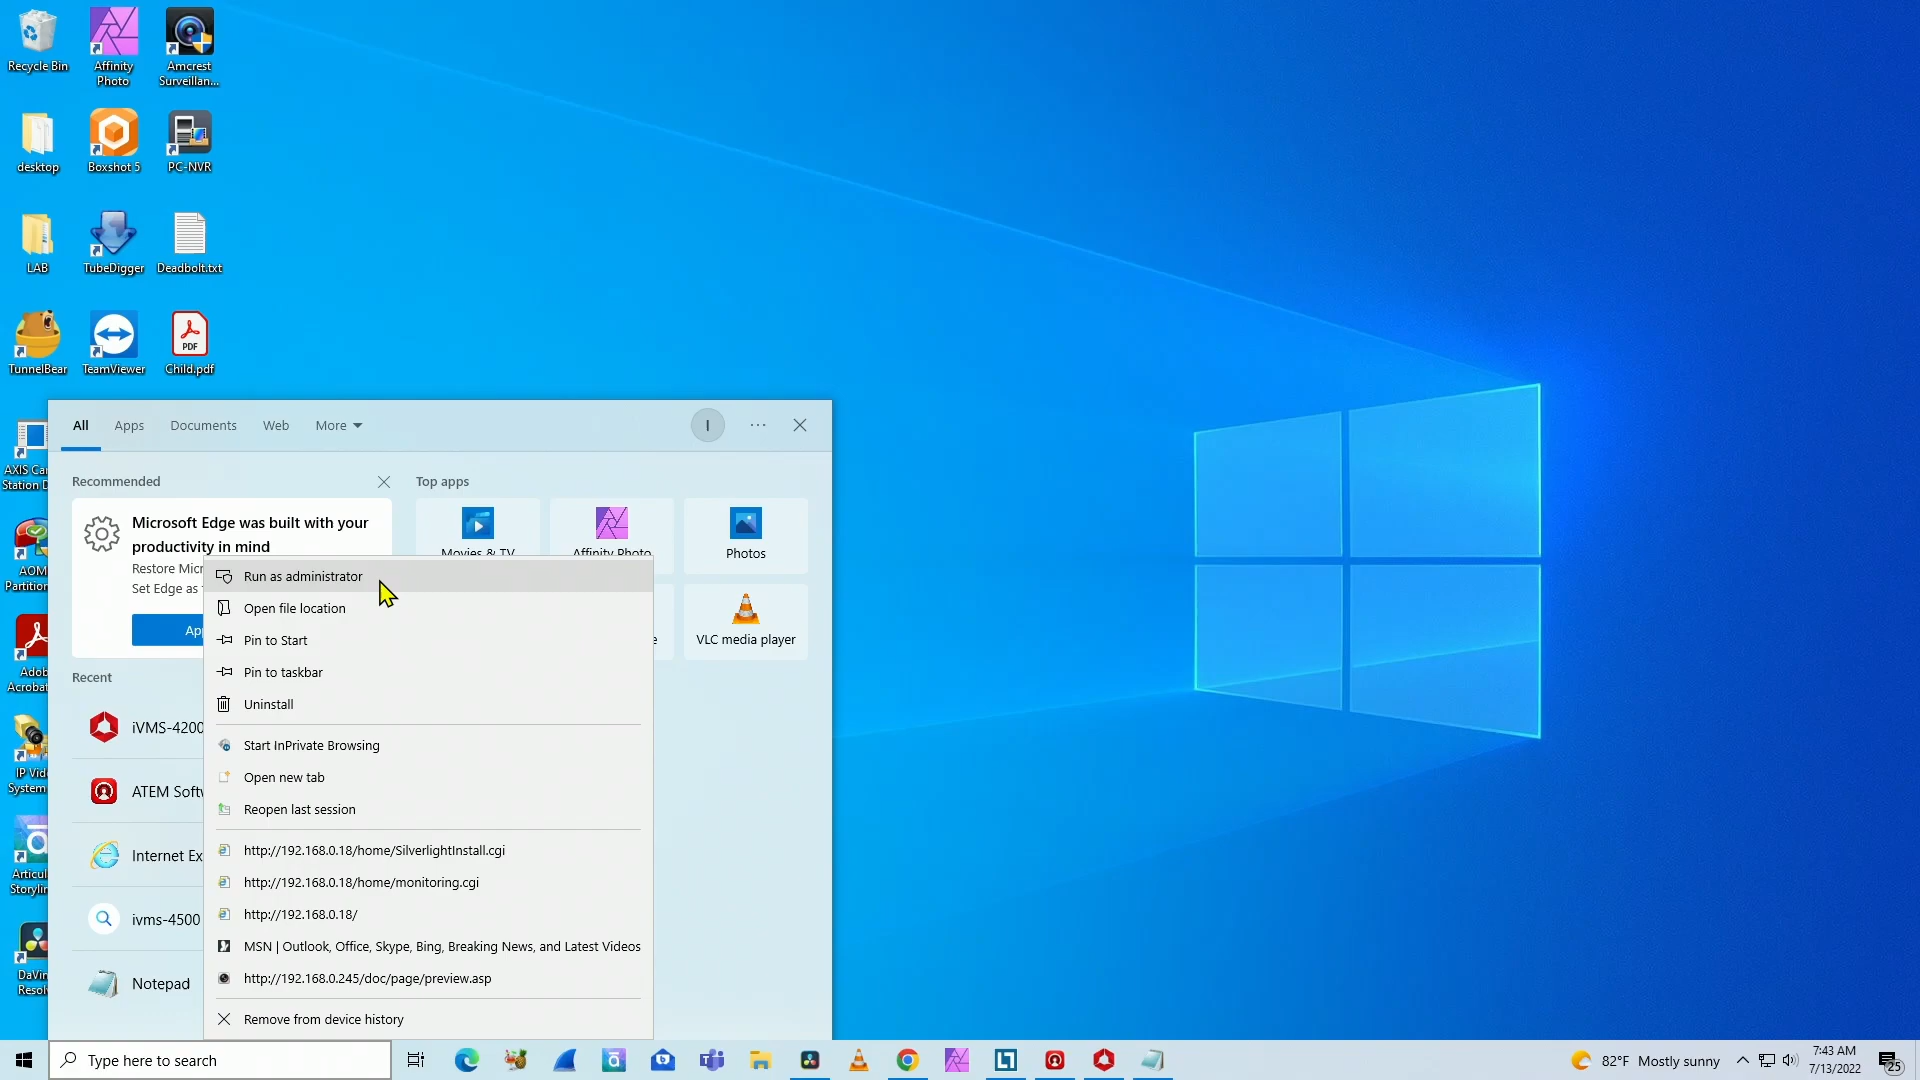 Recycle Bin
Affinity
Photo
Amcrest
Surveillan...
desktop
Boxshot 5
PC-NVR
LAB
TubeDigger
Deadbolt.txt
TunnelBear
TeamViewer
PDF
Child.pdf
AXIS Ca
Station D
AOM
Partition
Adob
Acrobat
IP Vid
System
Articul
Storylin
DaVin
Resol
All
Apps
Documents
Web
More
I
Recommended
Top apps
Microsoft Edge was built with your
productivity in mind
Restore Micr
Set Edge as
App
Movies & TV
Affinity Photo
Photos
VLC media player
Run as administrator
Open file location
Pin to Start
Pin to taskbar
Uninstall
Start InPrivate Browsing
Open new tab
Reopen last session
http://192.168.0.18/home/SilverlightInstall.cgi
http://192.168.0.18/home/monitoring.cgi
http://192.168.0.18/
MSN | Outlook, Office, Skype, Bing, Breaking News, and Latest Videos
http://192.168.0.245/doc/page/preview.asp
Remove from device history
Recent
iVMS-4200
ATEM Softw
Internet Ex
ivms-4500
Notepad
Type here to search
82°F Mostly sunny
7:43 AM
7/13/2022
25